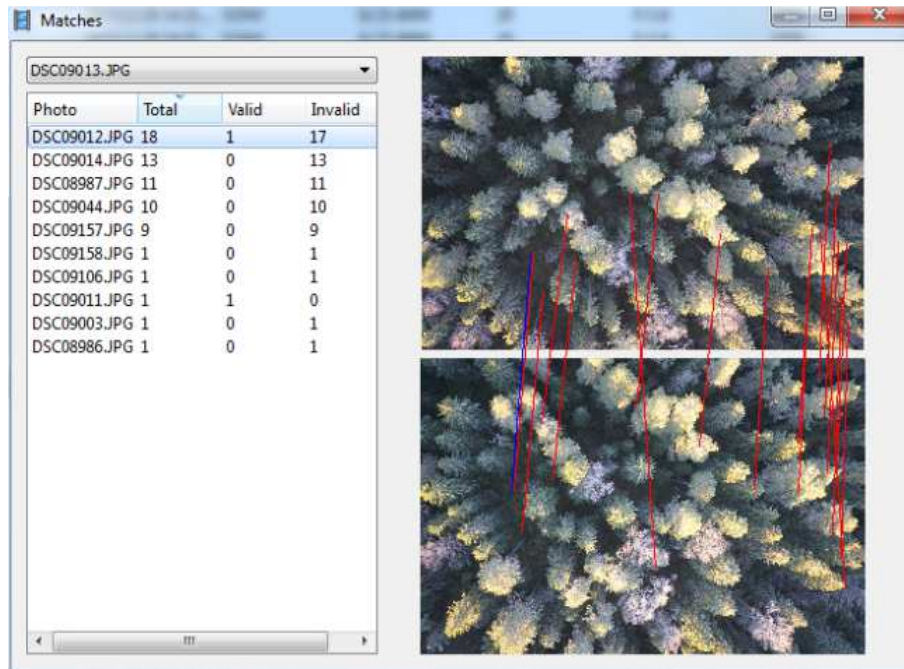 Matches
DSC09013.JPG
Photo Total Valid Invalid
DSC09012.JPG 18 1 17
DSC09014.JPG 13 0 13
DSC08987.JPG 11 0 11
DSC09044.JPG 10 0 10
DSC09157.JPG 9 0 9
DSC09158.JPG 1 0 1
DSC09106.JPG 1 0 1
DSC09011.JPG 1 1 0
DSC09003.JPG 1 0 1
DSC08986.JPG 1 0 1